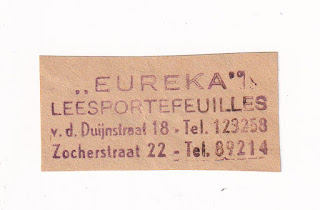 „EUREKA"
LEESPORTEFEUILLES
v. d. Duijnstraat 18 - Tel. 123258
Zocherstraat 22 - Tel. 89214